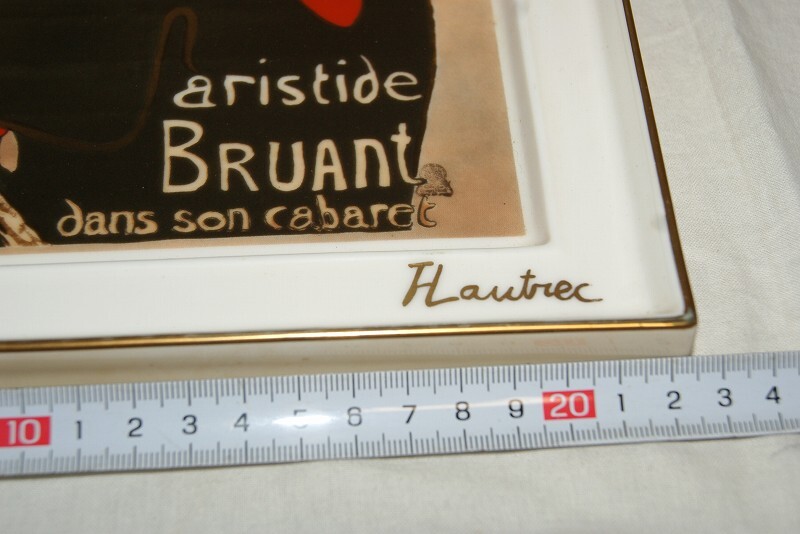 aristide
BRUANT
dans son cabaret
HLautrec
10 1 2 3 4 5 6 7 8 9 20 1 2 3 4